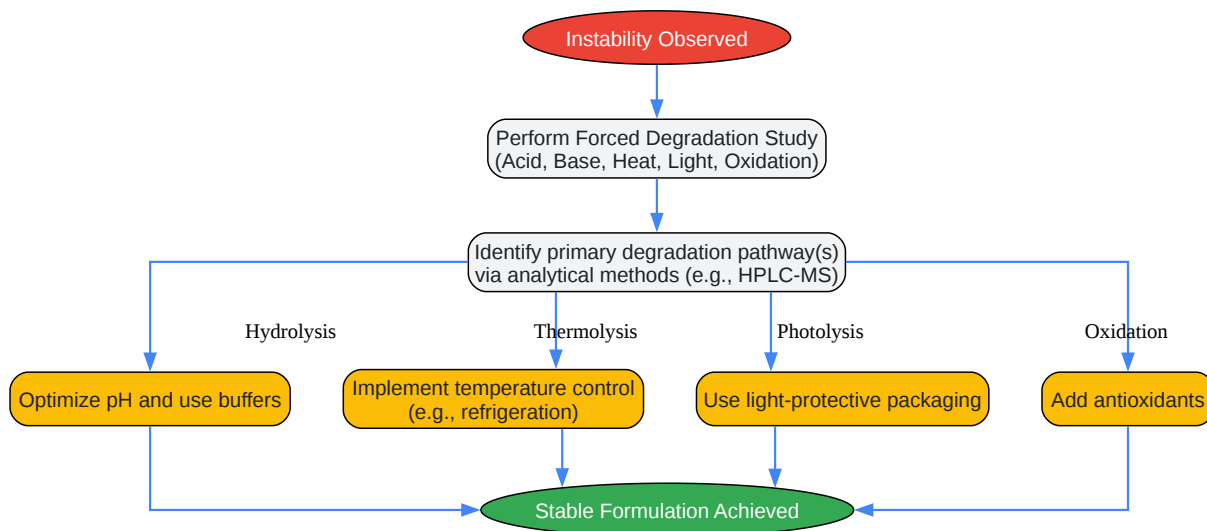 Instability Observed
Perform Forced Degradation Study
(Acid, Base, Heat, Light, Oxidation)
Identify primary degradation pathway(s)
via analytical methods (e.g., HPLC-MS)
Hydrolysis
Thermolysis
Photolysis
Oxidation
Optimize pH and use buffers
Implement temperature control
(e.g., refrigeration)
Use light-protective packaging
Add antioxidants
Stable Formulation Achieved